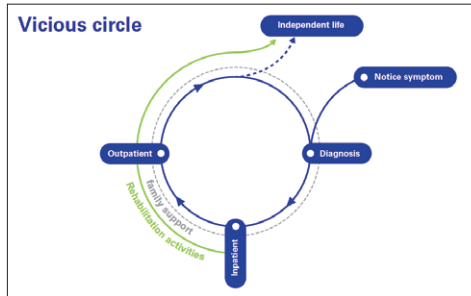 Vicious circle
Independent life
Notice symptom
Outpatient
Diagnosis
family support
Rehabilitation activities
Inpatient